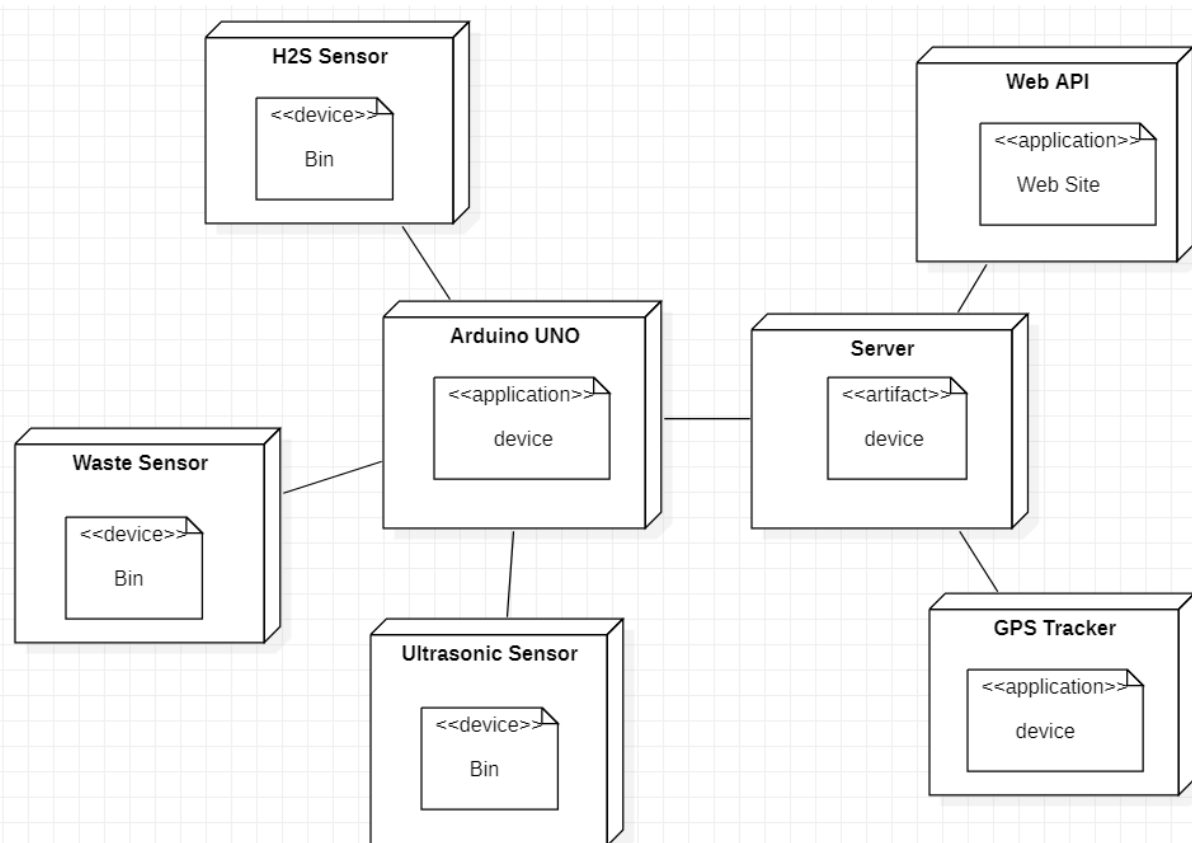 H2S Sensor
<<device>>
Bin
Web API
<<application>>
Web Site
Arduino UNO
<<application>>
device
Server
<<artifact>>
device
Waste Sensor
<<device>>
Bin
Ultrasonic Sensor
<<device>>
Bin
GPS Tracker
<<application>>
device